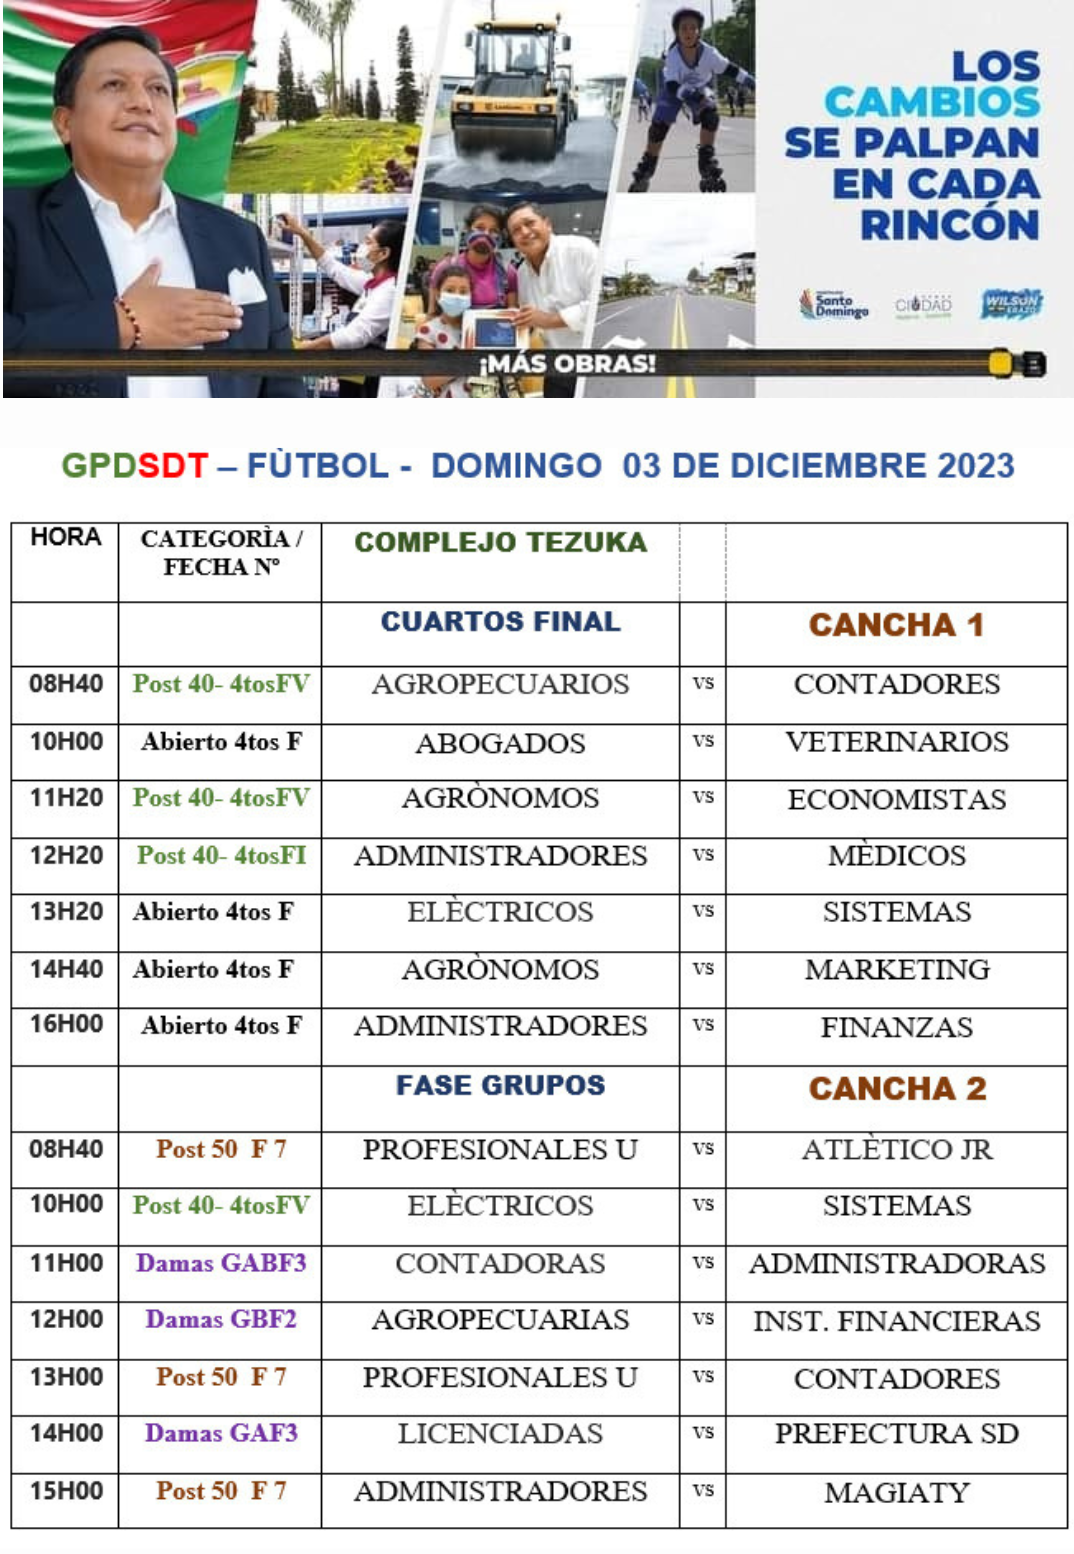 LOS
CAMBIOS
SE PALPAN
EN CADA
RINCÓN
Santo
Domingo
CIUDAD
WILSON
ERAZO
¡MÁS OBRAS!
GPDSDT – FÙTBOL - DOMINGO 03 DE DICIEMBRE 2023
HORA CATEGORÌA / FECHA Nº COMPLEJO TEZUKA
CUARTOS FINAL CANCHA 1
08H40 Post 40- 4tosFV AGROPECUARIOS vs CONTADORES
10H00 Abierto 4tos F ABOGADOS vs VETERINARIOS
11H20 Post 40- 4tosFV AGRÒNOMOS vs ECONOMISTAS
12H20 Post 40- 4tosFI ADMINISTRADORES vs MÈDICOS
13H20 Abierto 4tos F ELÈCTRICOS vs SISTEMAS
14H40 Abierto 4tos F AGRÒNOMOS vs MARKETING
16H00 Abierto 4tos F ADMINISTRADORES vs FINANZAS
FASE GRUPOS CANCHA 2
08H40 Post 50 F 7 PROFESIONALES U vs ATLÈTICO JR
10H00 Post 40- 4tosFV ELÈCTRICOS vs SISTEMAS
11H00 Damas GABF3 CONTADORAS vs ADMINISTRADORAS
12H00 Damas GBF2 AGROPECUARIAS vs INST. FINANCIERAS
13H00 Post 50 F 7 PROFESIONALES U vs CONTADORES
14H00 Damas GAF3 LICENCIADAS vs PREFECTURA SD
15H00 Post 50 F 7 ADMINISTRADORES vs MAGIATY